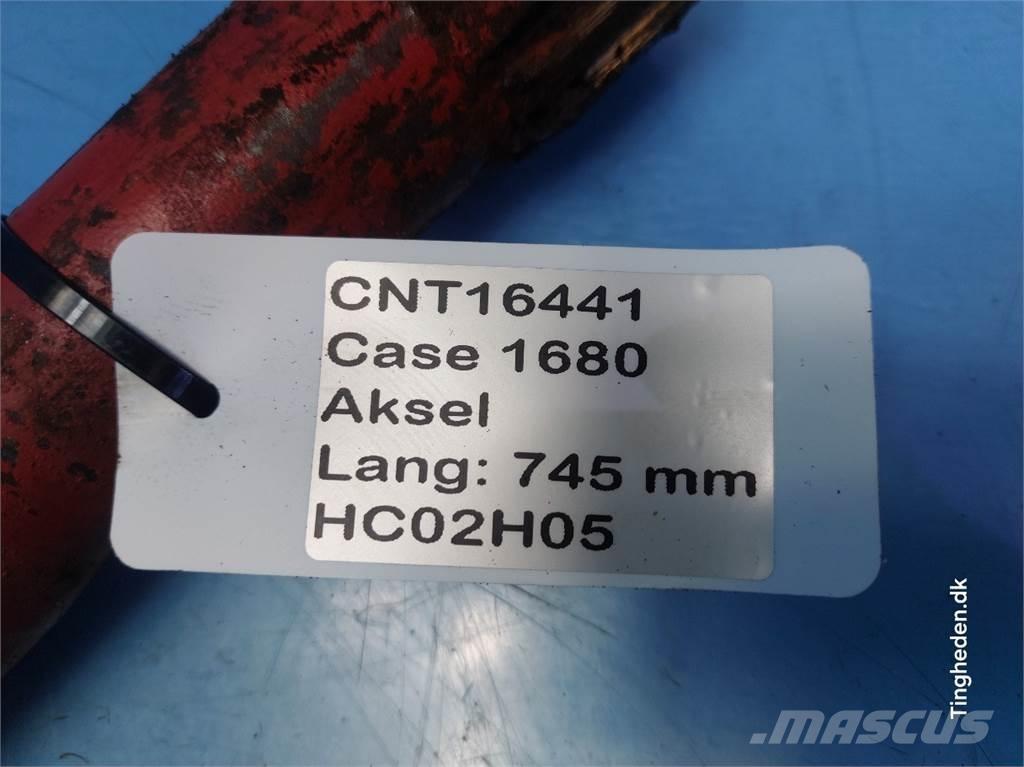 CNT16441
Case 1680
Aksel
Lang: 745 mm
HC02H05
Tingheden.dk
MASCUS